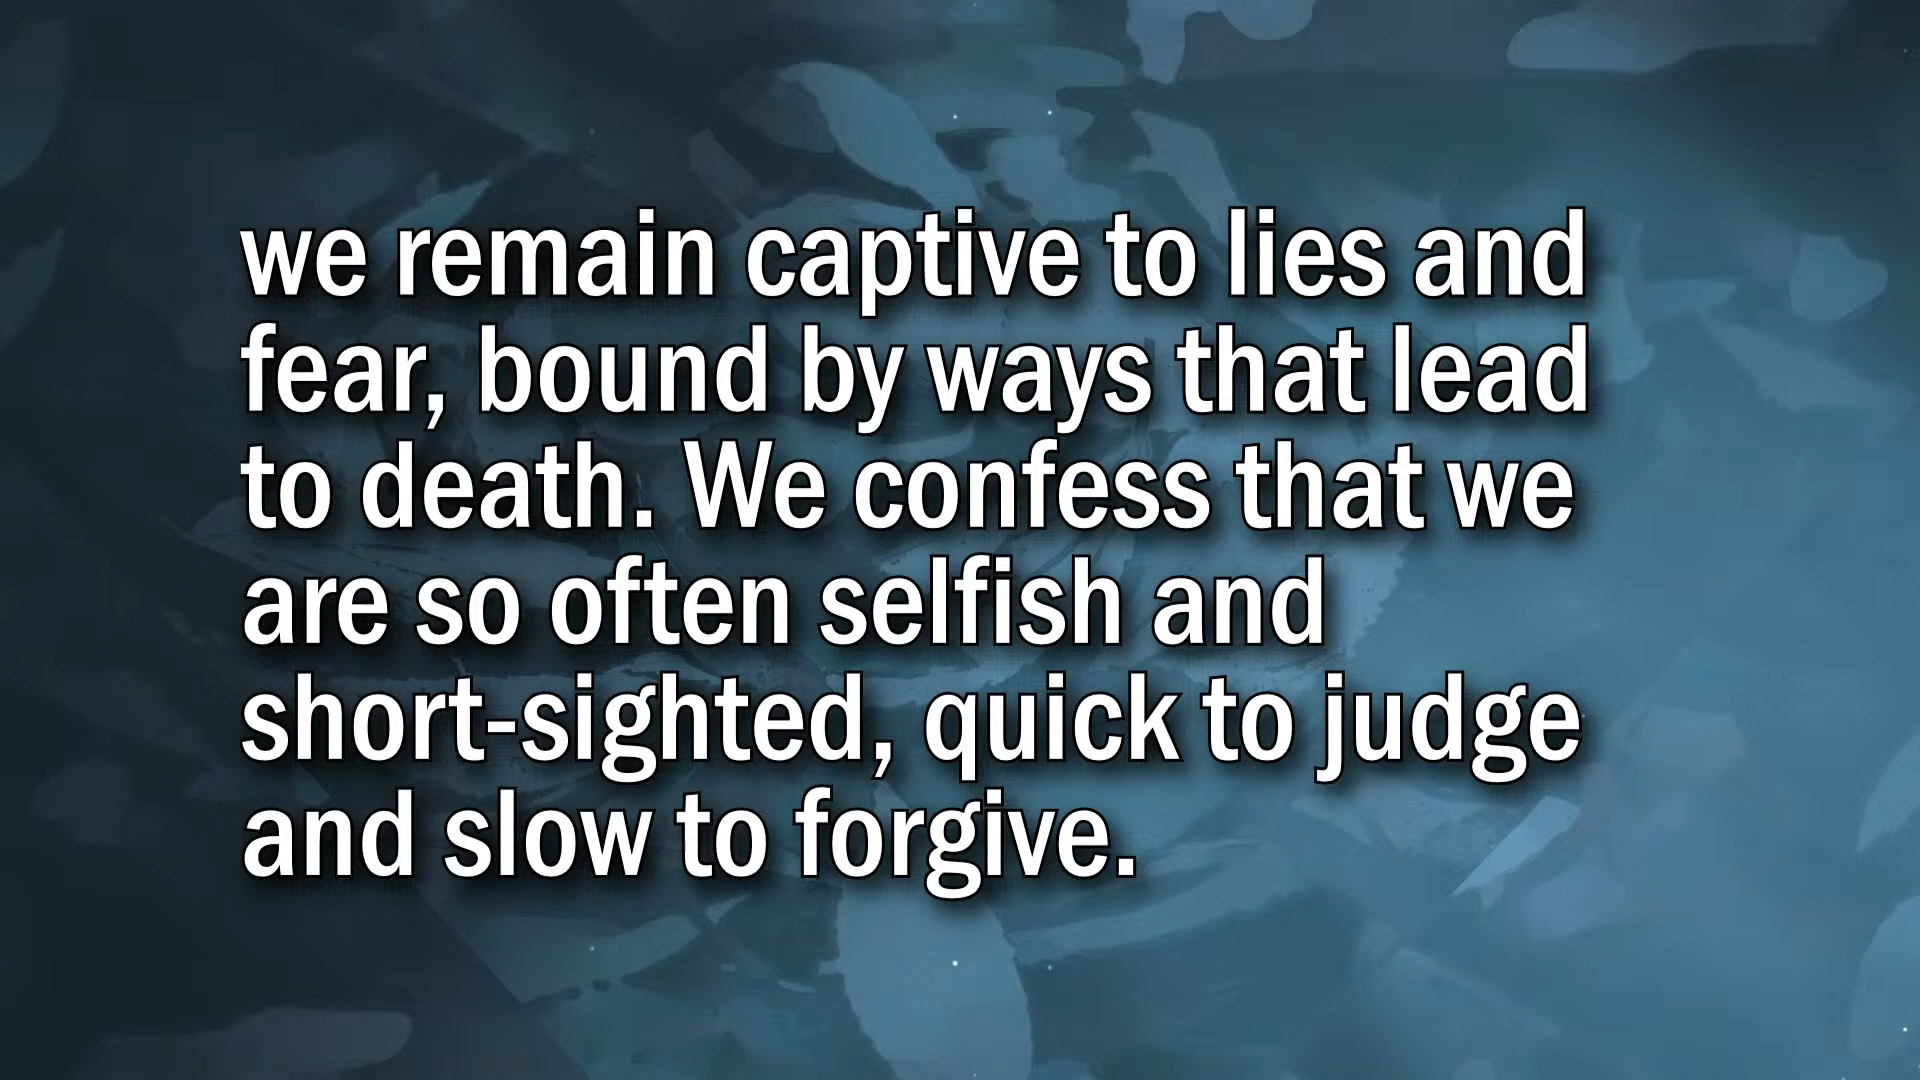 we remain captive to lies and
fear, bound by ways that lead
to death. We confess that we
are so often selfish and
short-sighted, quick to judge
and slow to forgive.